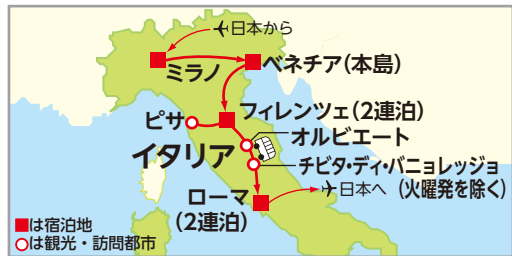 日本から
ミラノ
ベネチア(本島)
フィレンツェ(2連泊)
ピサ
オルビエート
イタリア
チビタ・ディ・バニョレッジョ
ローマ
(2連泊)
日本へ (火曜発を除く)
は宿泊地
は観光・訪問都市